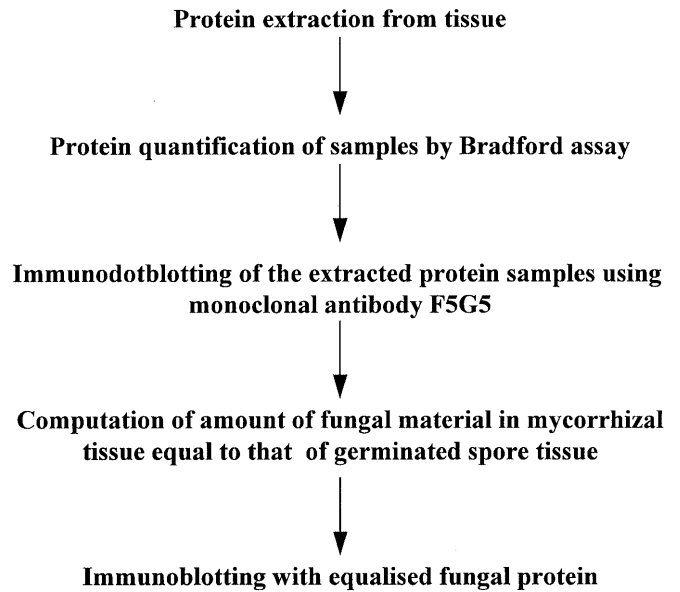 Protein extraction from tissue
Protein quantification of samples by Bradford assay
Immunodotblotting of the extracted protein samples using
monoclonal antibody F5G5
Computation of amount of fungal material in mycorrhizal
tissue equal to that of germinated spore tissue
Immunoblotting with equalised fungal protein